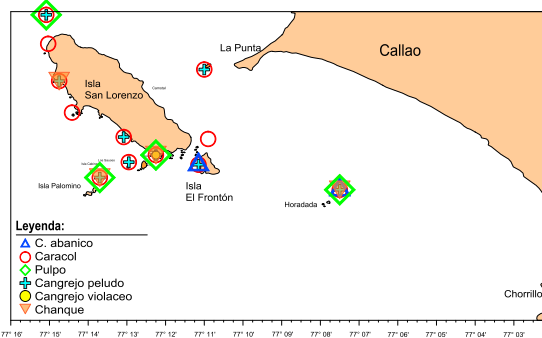 La Punta
Callao
Isla
San Lorenzo
Isla Palomino
Isla
El Frontón
Horadada
Chorrillo
Leyenda:
C. abanico
Caracol
Pulpo
Cangrejo peludo
Cangrejo violaceo
Chanque
77° 16' 77° 15' 77° 14' 77° 13' 77° 12' 77° 11' 77° 10' 77° 09' 77° 08' 77° 07' 77° 06' 77° 05' 77° 04' 77° 03'